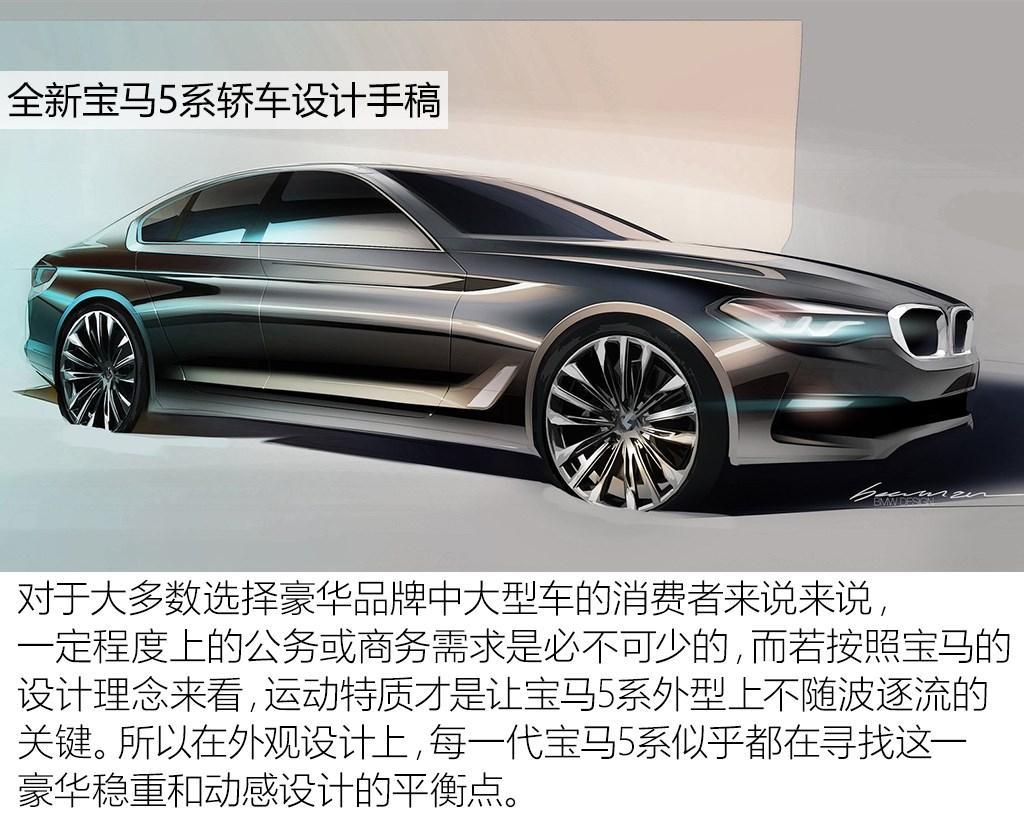 全新宝马5系轿车设计手稿
BMW DESIGN
对于大多数选择豪华品牌中大型车的消费者来说来说，
一定程度上的公务或商务需求是必不可少的，而若按照宝马的
设计理念来看，运动特质才是让宝马5系外型上不随波逐流的
关键。所以在外观设计上，每一代宝马5系似乎都在寻找这一
豪华稳重和动感设计的平衡点。